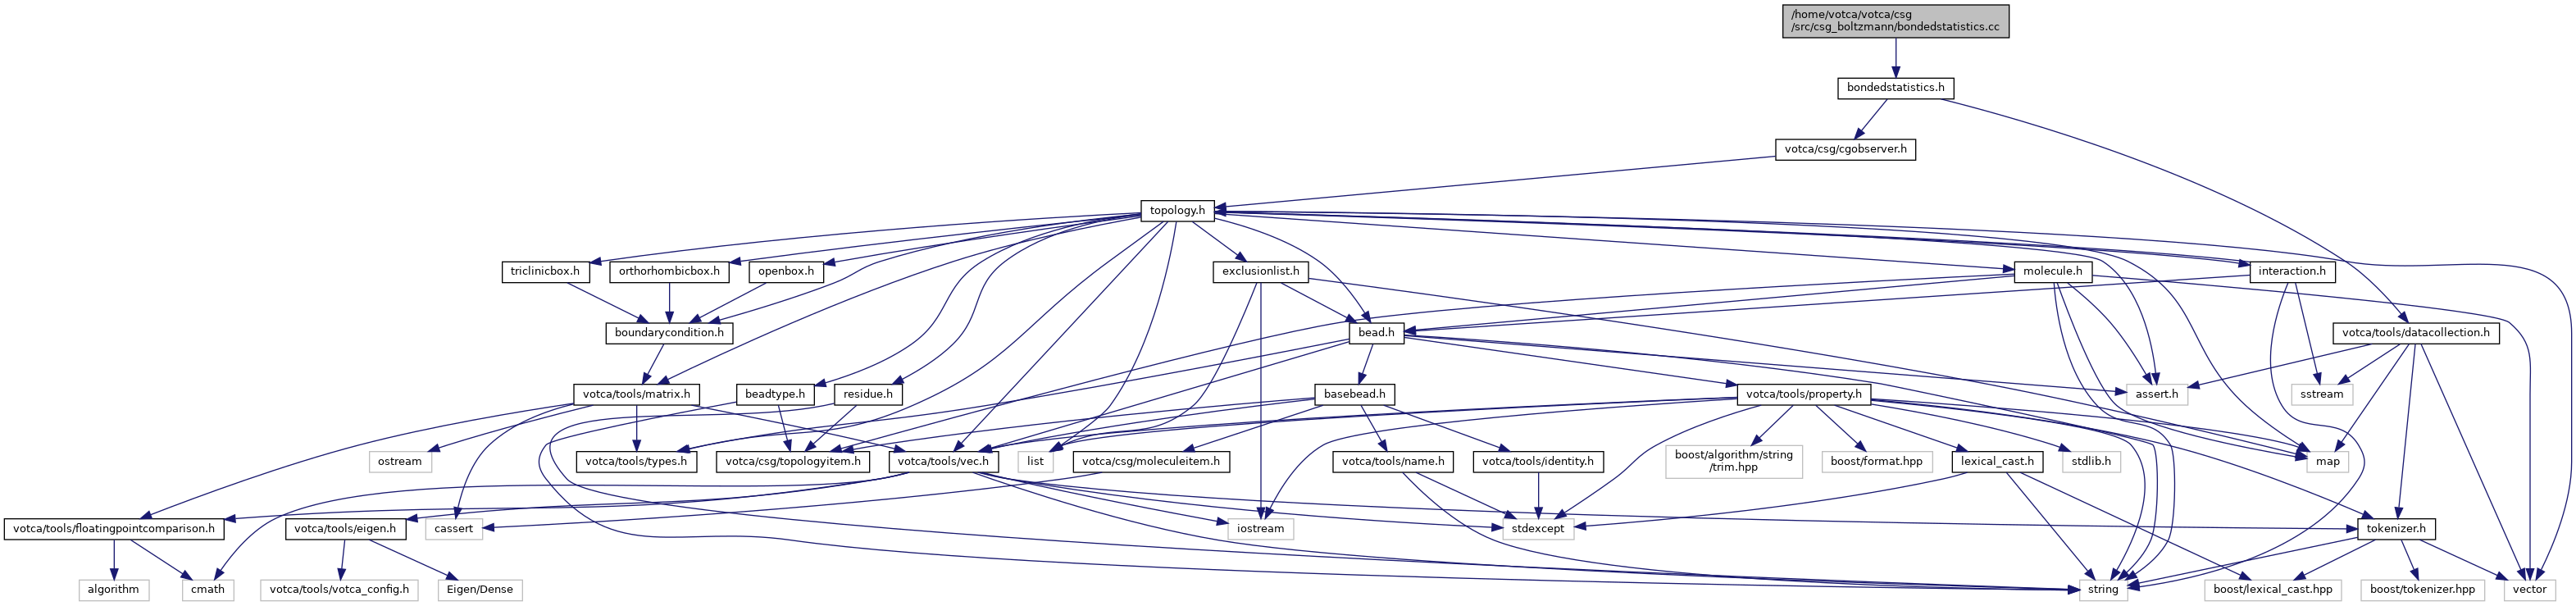 /home/votca/votca/csg
/src/csg_boltzmann/bondedstatistics.cc
bondedstatistics.h
votca/csg/cgobserver.h
topology.h
triclinicbox.h
orthorhombicbox.h
openbox.h
exclusionlist.h
molecule.h
interaction.h
boundarycondition.h
bead.h
votca/tools/datacollection.h
votca/tools/matrix.h
beadtype.h
residue.h
basebead.h
votca/tools/property.h
assert.h
sstream
ostream
votca/tools/types.h
votca/csg/topologyitem.h
votca/tools/vec.h
list
votca/csg/moleculeitem.h
votca/tools/name.h
votca/tools/identity.h
boost/algorithm/string
/trim.hpp
boost/format.hpp
lexical_cast.h
stdlib.h
map
votca/tools/floatingpointcomparison.h
votca/tools/eigen.h
cassert
iostream
stdexcept
tokenizer.h
algorithm
cmath
votca/tools/votca_config.h
Eigen/Dense
string
boost/lexical_cast.hpp
boost/tokenizer.hpp
vector